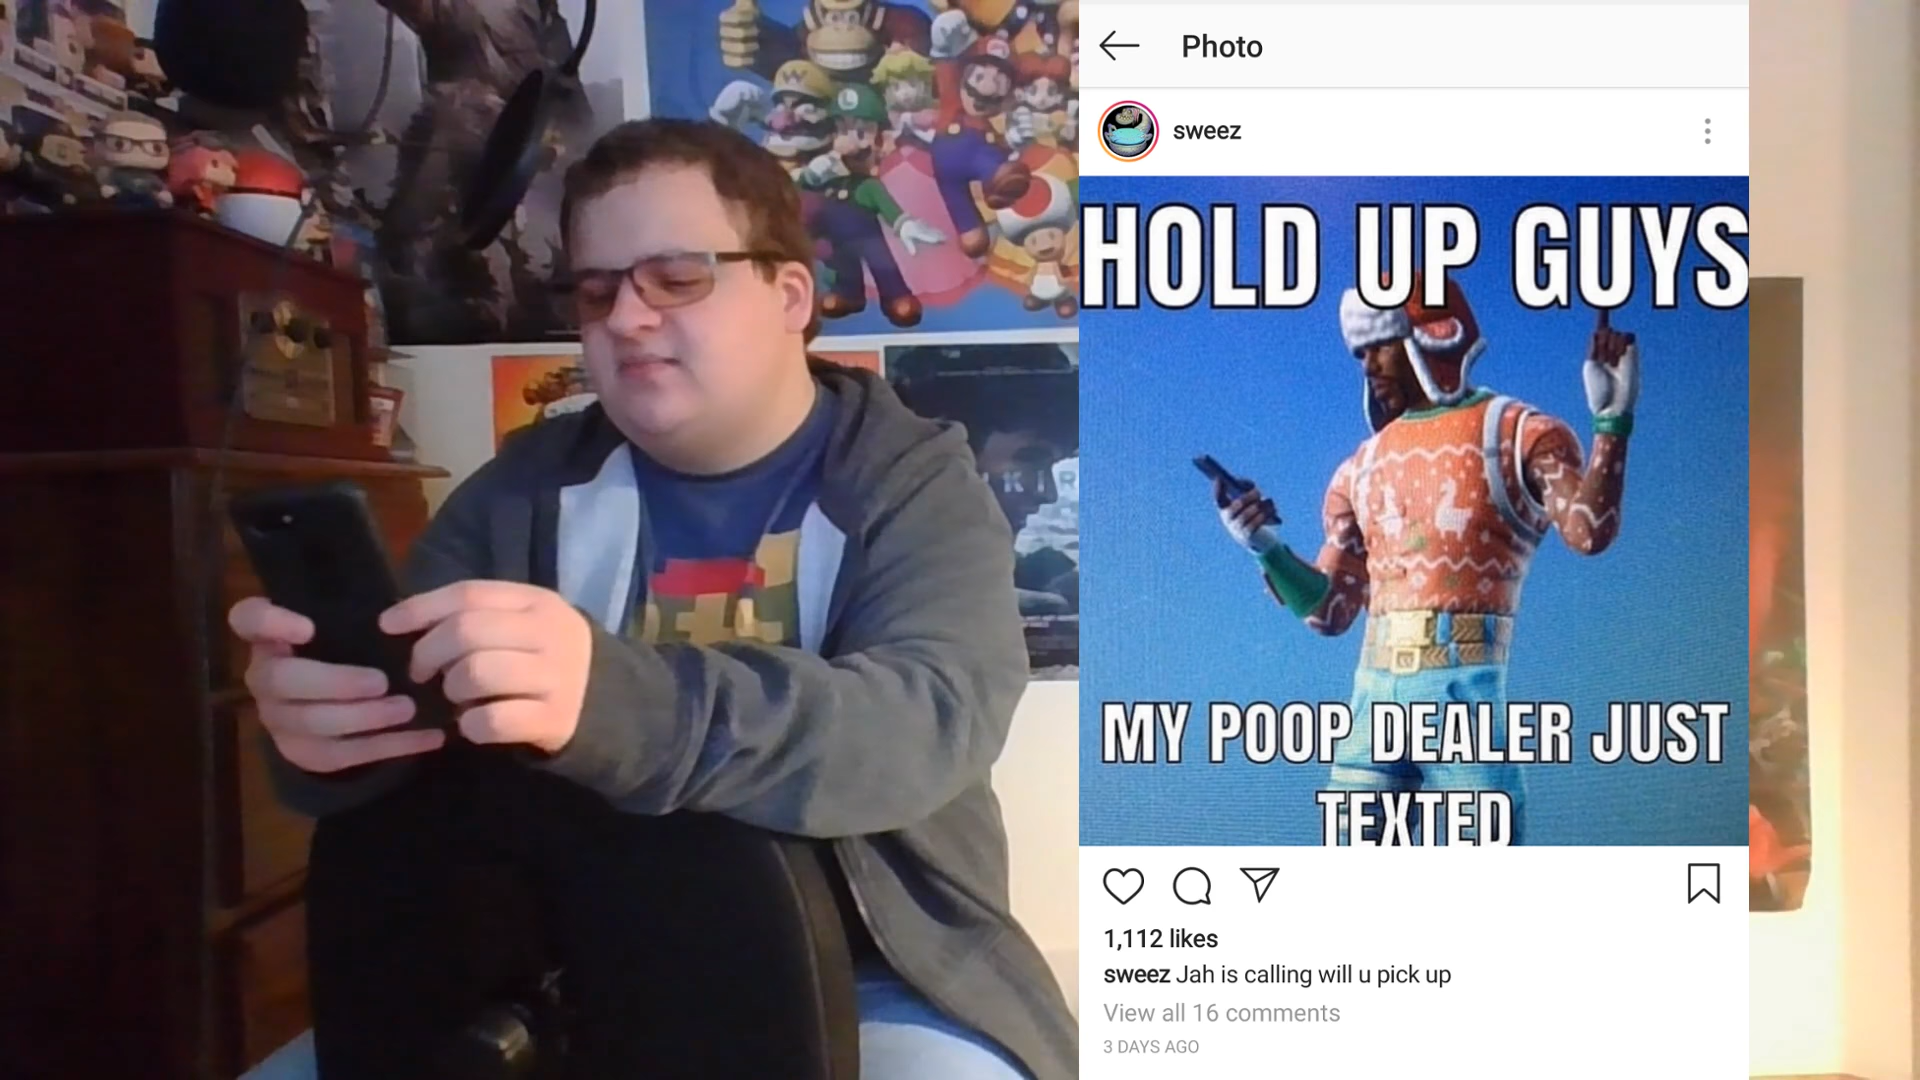 Photo
sweez
HOLD UP GUYS
MY POOP DEALER JUST
TEXTED
1,112 likes
sweez Jah is calling will u pick up
View all 16 comments
3 DAYS AGO